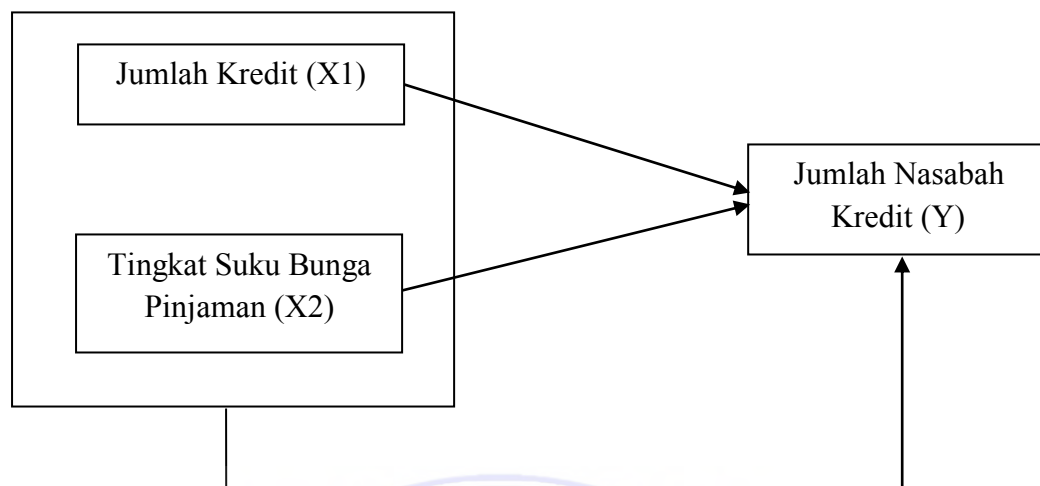 Jumlah Kredit (X1)
Jumlah Nasabah
Kredit (Y)
Tingkat Suku Bunga
Pinjaman (X2)